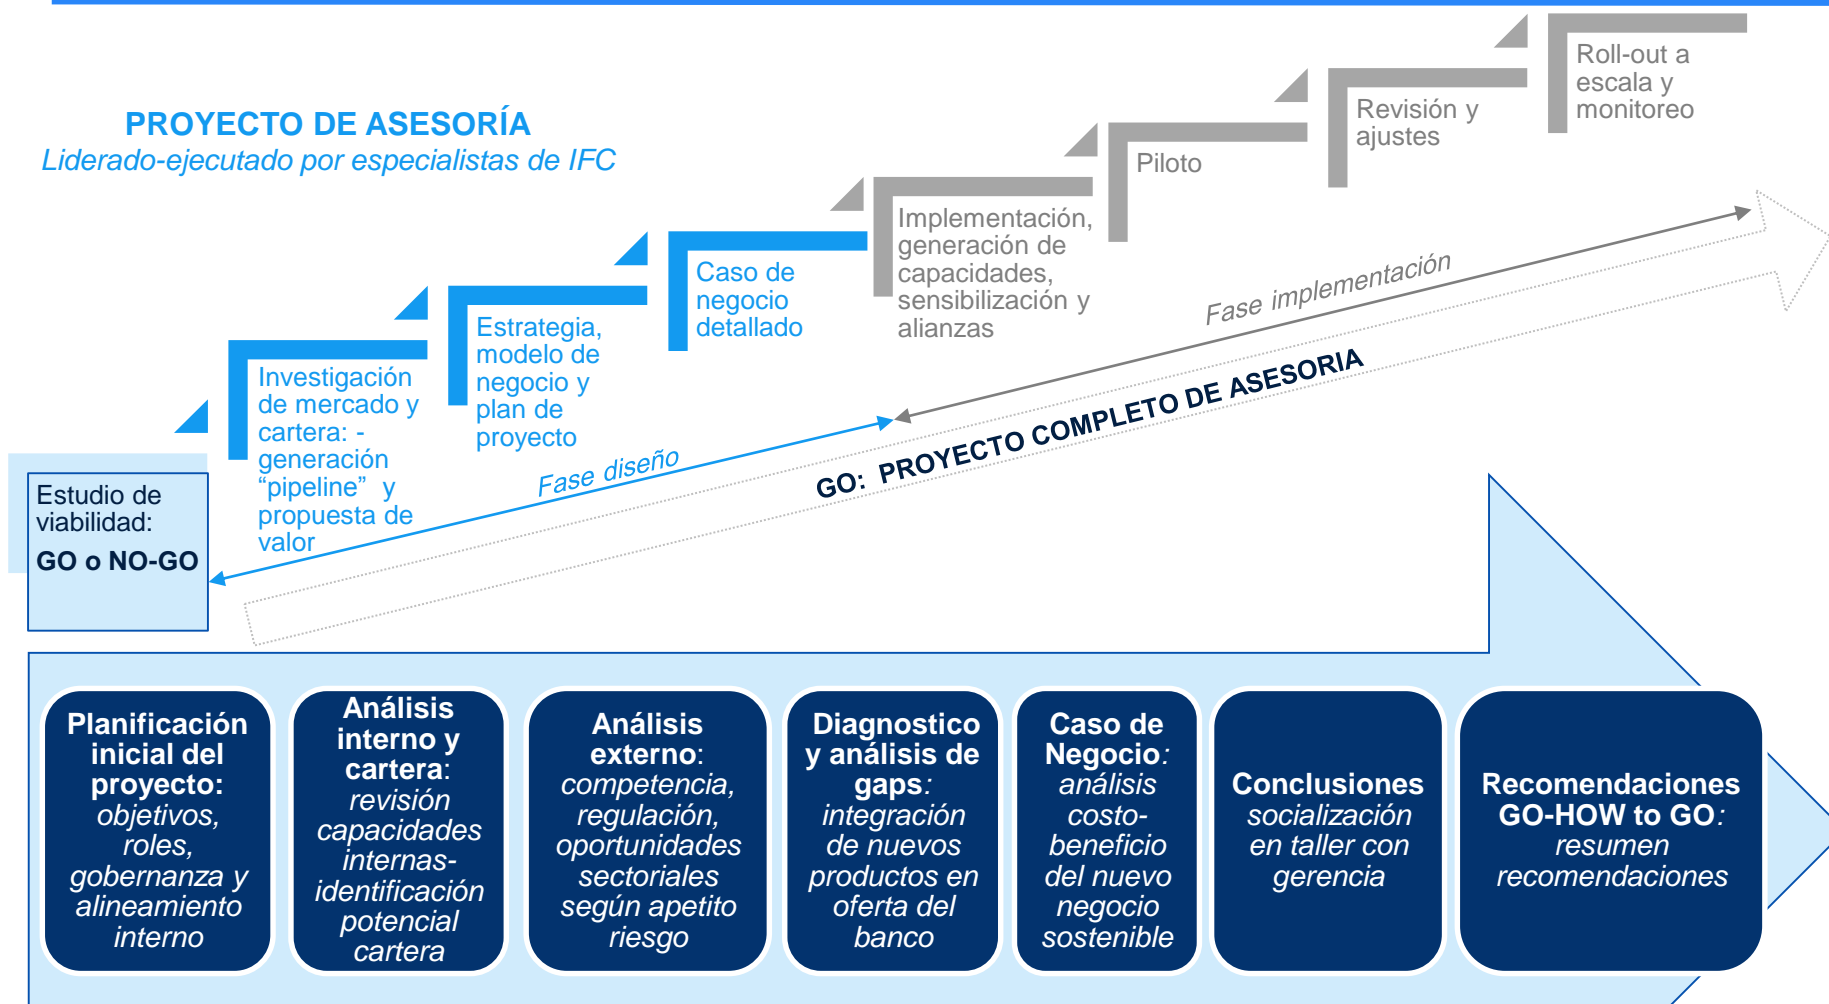 PROYECTO DE ASESORÍA
Liderado-ejecutado por especialistas de IFC
Estudio de
viabilidad:
GO o NO-GO
Investigación
de mercado y
cartera: -
generación
“pipeline” y
propuesta de
valor
Estrategia,
modelo de
negocio y
plan de
proyecto
Caso de
negocio
detallado
Implementación,
generación de
capacidades,
sensibilización y
alianzas
Piloto
Revisión y
ajustes
Roll-out a
escala y
monitoreo
Fase diseño
Fase implementación
GO: PROYECTO COMPLETO DE ASESORIA
Planificación
inicial del
proyecto:
objetivos,
roles,
gobernanza y
alineamiento
interno
Análisis
interno y
cartera:
revisión
capacidades
internas-
identificación
potencial
cartera
Análisis
externo:
competencia,
regulación,
oportunidades
sectoriales
según apetito
riesgo
Diagnostico
y análisis de
gaps:
integración
de nuevos
productos en
oferta del
banco
Caso de
Negocio:
análisis
costo-
beneficio
del nuevo
negocio
sostenible
Conclusiones
socialización
en taller con
gerencia
Recomendaciones
GO-HOW to GO:
resumen
recomendaciones